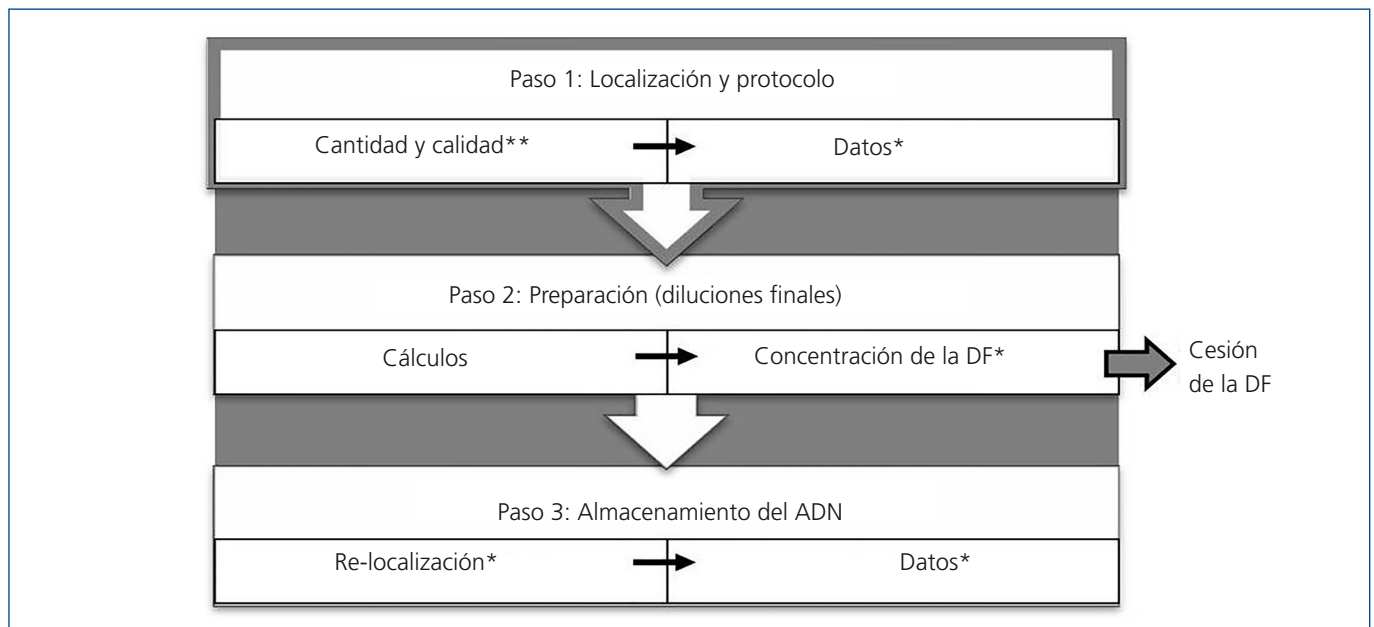 Paso 1: Localización y protocolo
Cantidad y calidad**
Datos*
Paso 2: Preparación (diluciones finales)
Cálculos
Concentración de la DF*
Cesión
de la DF
Paso 3: Almacenamiento del ADN
Re-localización*
Datos*